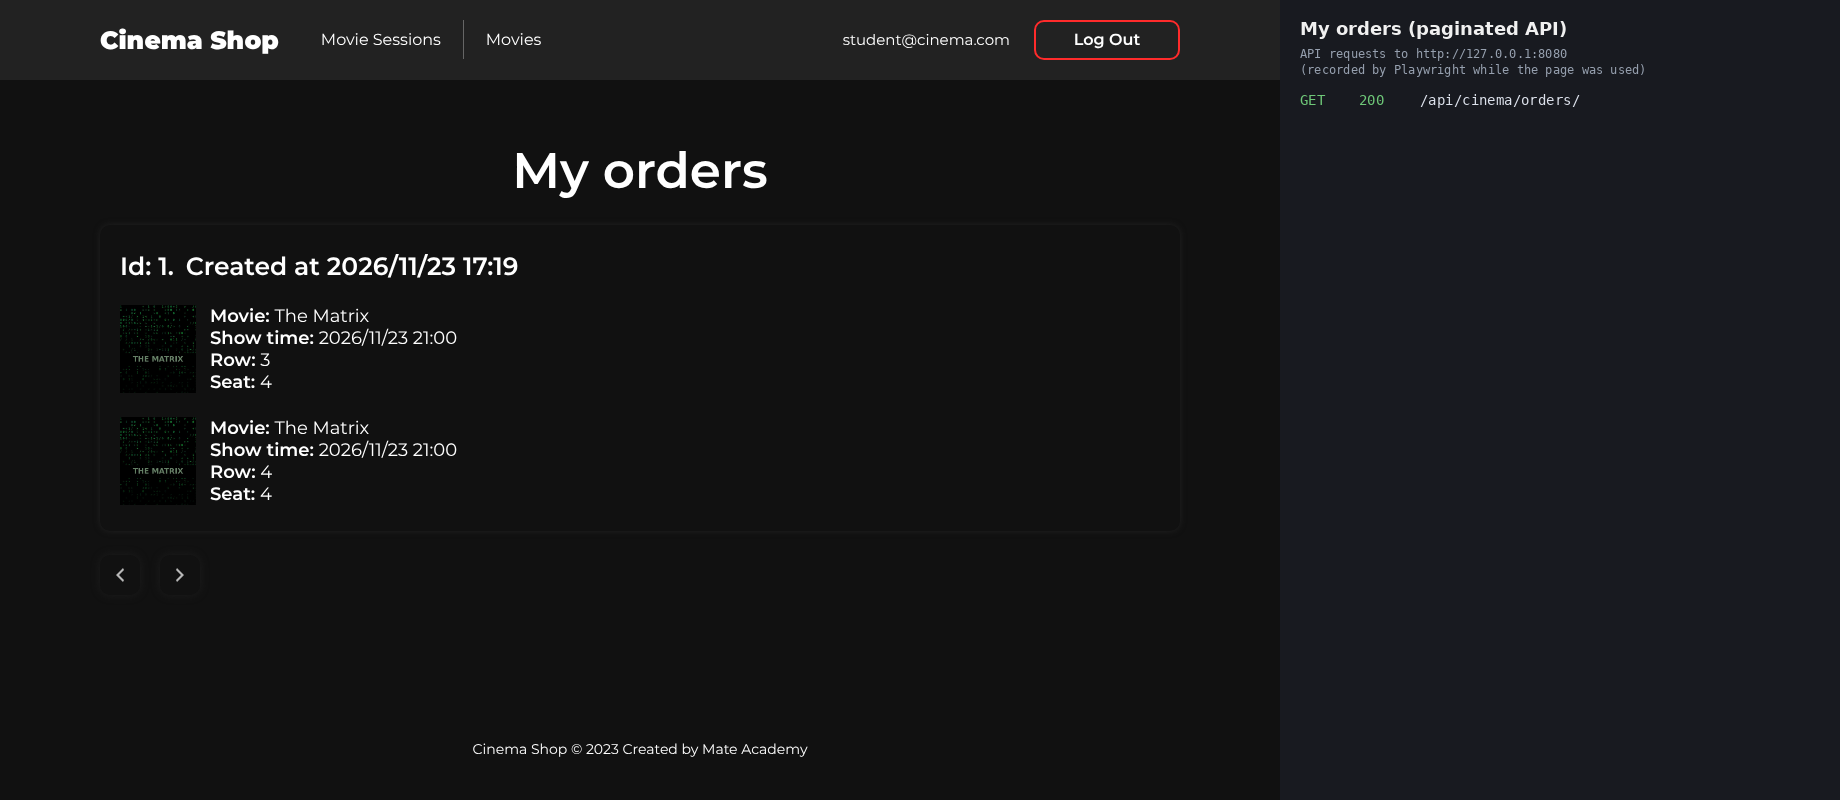 Cinema Shop
Movie Sessions
Movies
student@cinema.com
Log Out
My orders
Id: 1. Created at 2026/11/23 17:19
THE MATRIX
Movie: The Matrix
Show time: 2026/11/23 21:00
Row: 3
Seat: 4
THE MATRIX
Movie: The Matrix
Show time: 2026/11/23 21:00
Row: 4
Seat: 4
Cinema Shop © 2023 Created by Mate Academy
My orders (paginated API)
API requests to http://127.0.0.1:8080
(recorded by Playwright while the page was used)
GET 200 /api/cinema/orders/